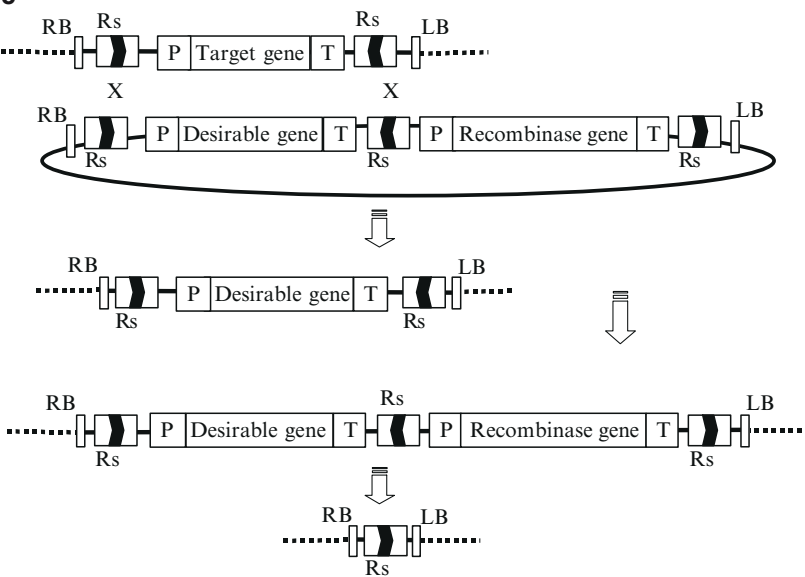 RB Rs Rs LB
P Target gene T
X X
RB LB
P Desirable gene T P Recombinase gene T
Rs Rs Rs
RB LB
P Desirable gene T
Rs Rs
RB Rs LB
P Desirable gene T P Recombinase gene T
Rs Rs
RB LB
Rs